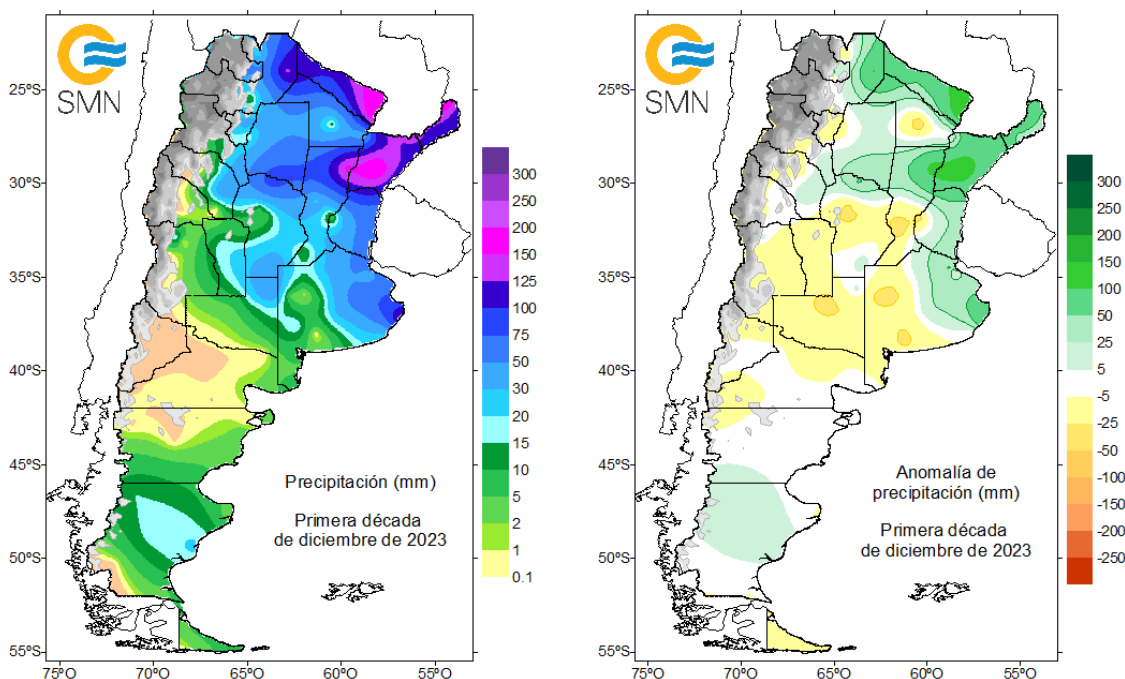 SMN
25ºS
30ºS
35ºS
40ºS
45ºS
50ºS
55ºS
75ºO
70ºO
65ºO
60ºO
55ºO
Precipitación (mm)
Primera década
de diciembre de 2023
300
250
200
150
125
100
75
50
30
20
15
10
5
2
1
0.1
SMN
25ºS
30ºS
35ºS
40ºS
45ºS
50ºS
55ºS
75ºO
70ºO
65ºO
60ºO
55ºO
Anomalía de
precipitación (mm)
Primera década
de diciembre de 2023
300
250
200
150
100
50
25
5
-5
-25
-50
-100
-200
-250